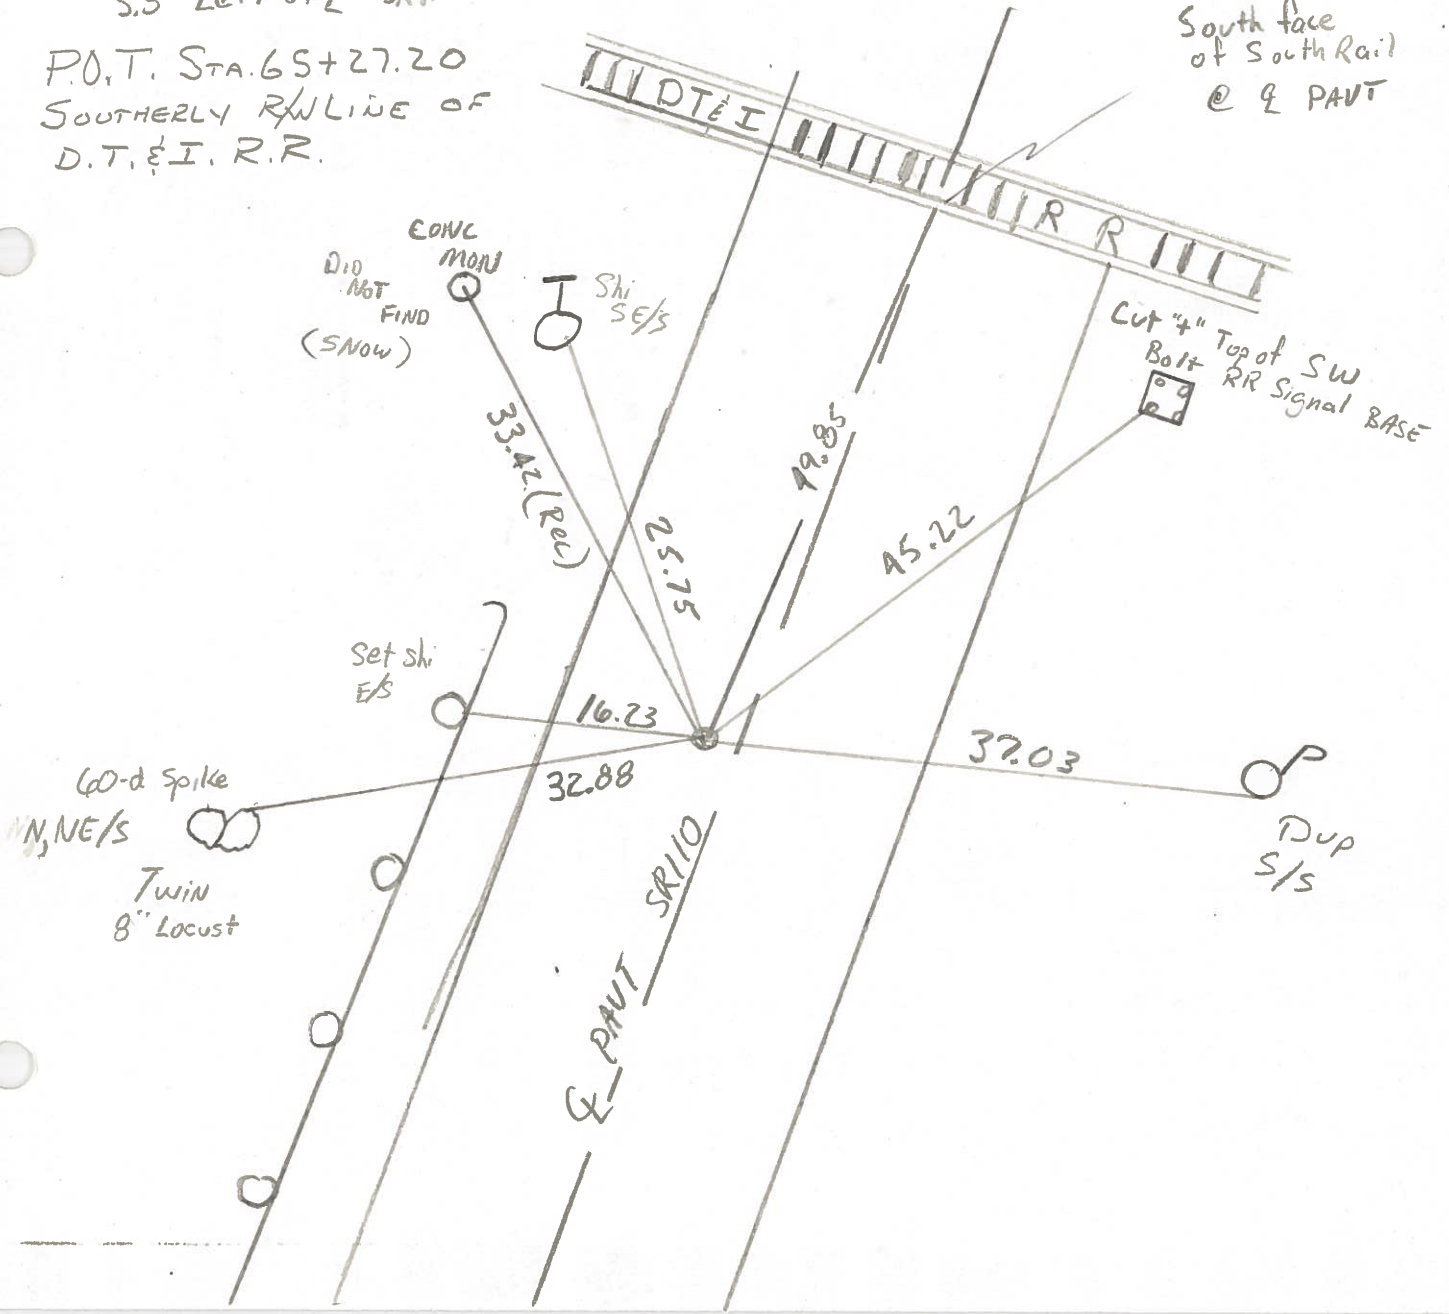 P.O.T. STA. 65+27.20
SOUTHERLY R/W LINE OF
D.T. & I. R.R.
South face
of South Rail
@ ℄ PAVT
DT & I
R R
CONC
MON
DID
NOT
FIND
(SNOW)
Shi
SE/S
Cut "+" Top of SW
Bolt RR Signal BASE
33.42 (Rec)
25.75
49.85
45.22
Set shi
E/S
16.23
37.03
60-d Spike
N, NE/S
32.88
Twin
8" Locust
Dup
S/S
℄ PAVT SR110